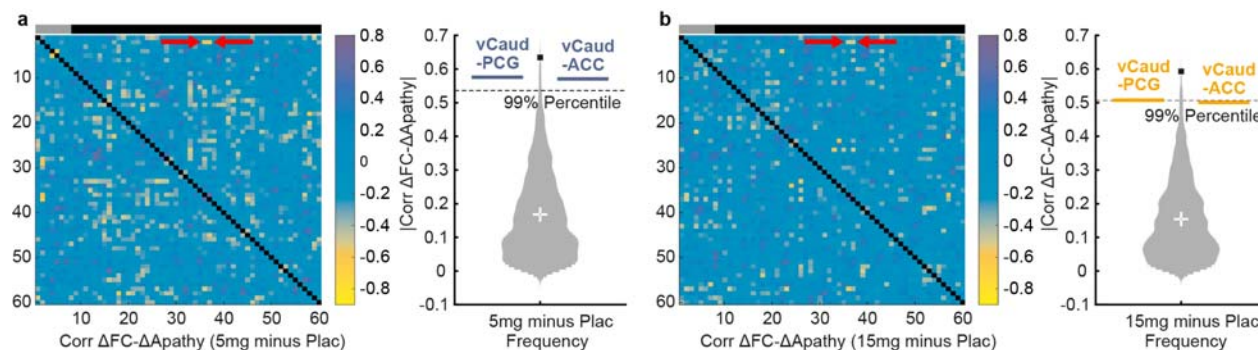 a
10
20
30
40
50
60
10 20 30 40 50 60
Corr ΔFC-ΔApathy (5mg minus Plac)
0.8
0.6
0.4
0.2
0
-0.2
-0.4
-0.6
-0.8
|Corr ΔFC-ΔApathy|
0.7
0.6
0.5
0.4
0.3
0.2
0.1
0
-0.1
vCaud
-PCG
vCaud
-ACC
99% Percentile
5mg minus Plac
Frequency
b
10
20
30
40
50
60
10 20 30 40 50 60
Corr ΔFC-ΔApathy (15mg minus Plac)
0.8
0.6
0.4
0.2
0
-0.2
-0.4
-0.6
-0.8
|Corr ΔFC-ΔApathy|
0.7
0.6
0.5
0.4
0.3
0.2
0.1
0
-0.1
vCaud
-PCG
vCaud
-ACC
99% Percentile
15mg minus Plac
Frequency